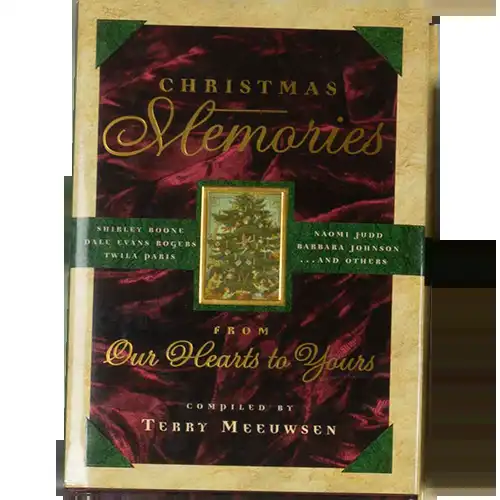 CHRISTMAS
Memories
SHIRLEY BOONE
DALE EVANS ROGERS
TWILA PARIS
NAOMI JUDD
BARBARA JOHNSON
...AND OTHERS
FROM
Our Hearts to Yours
COMPILED BY
TERRY MEEUWSEN